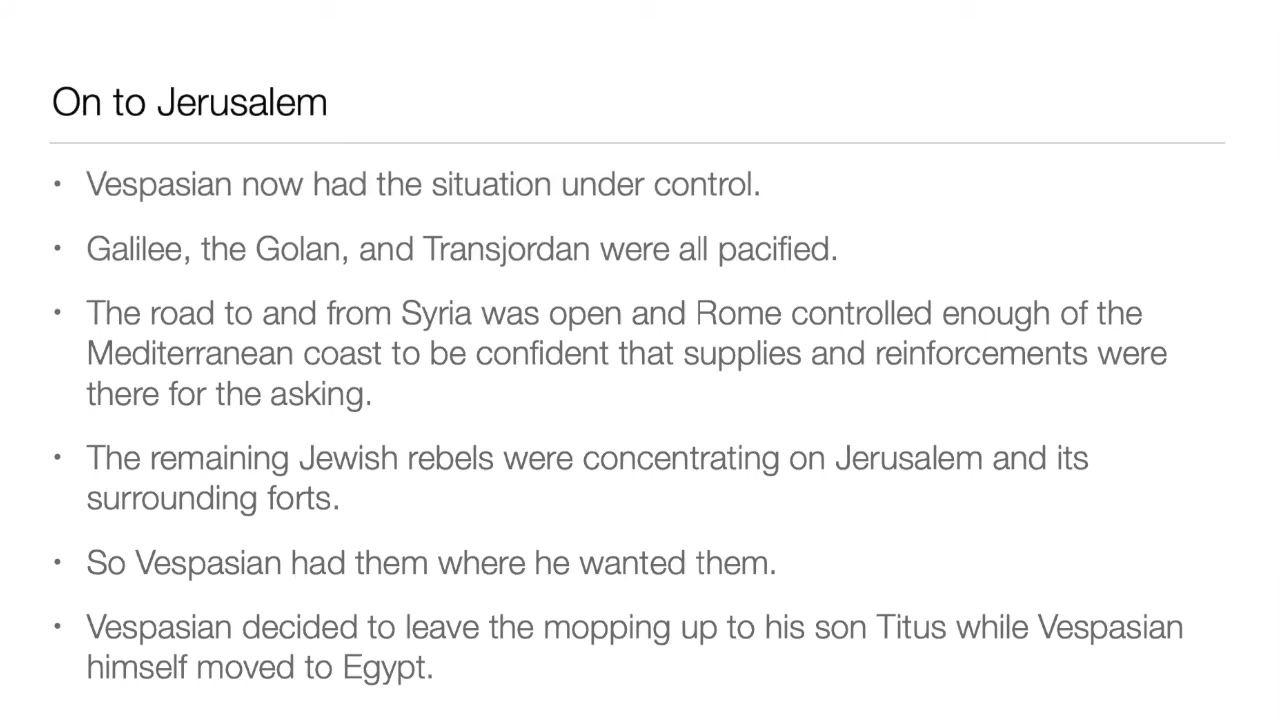 On to Jerusalem
• Vespasian now had the situation under control.
• Galilee, the Golan, and Transjordan were all pacified.
• The road to and from Syria was open and Rome controlled enough of the
Mediterranean coast to be confident that supplies and reinforcements were
there for the asking.
• The remaining Jewish rebels were concentrating on Jerusalem and its
surrounding forts.
• So Vespasian had them where he wanted them.
• Vespasian decided to leave the mopping up to his son Titus while Vespasian
himself moved to Egypt.